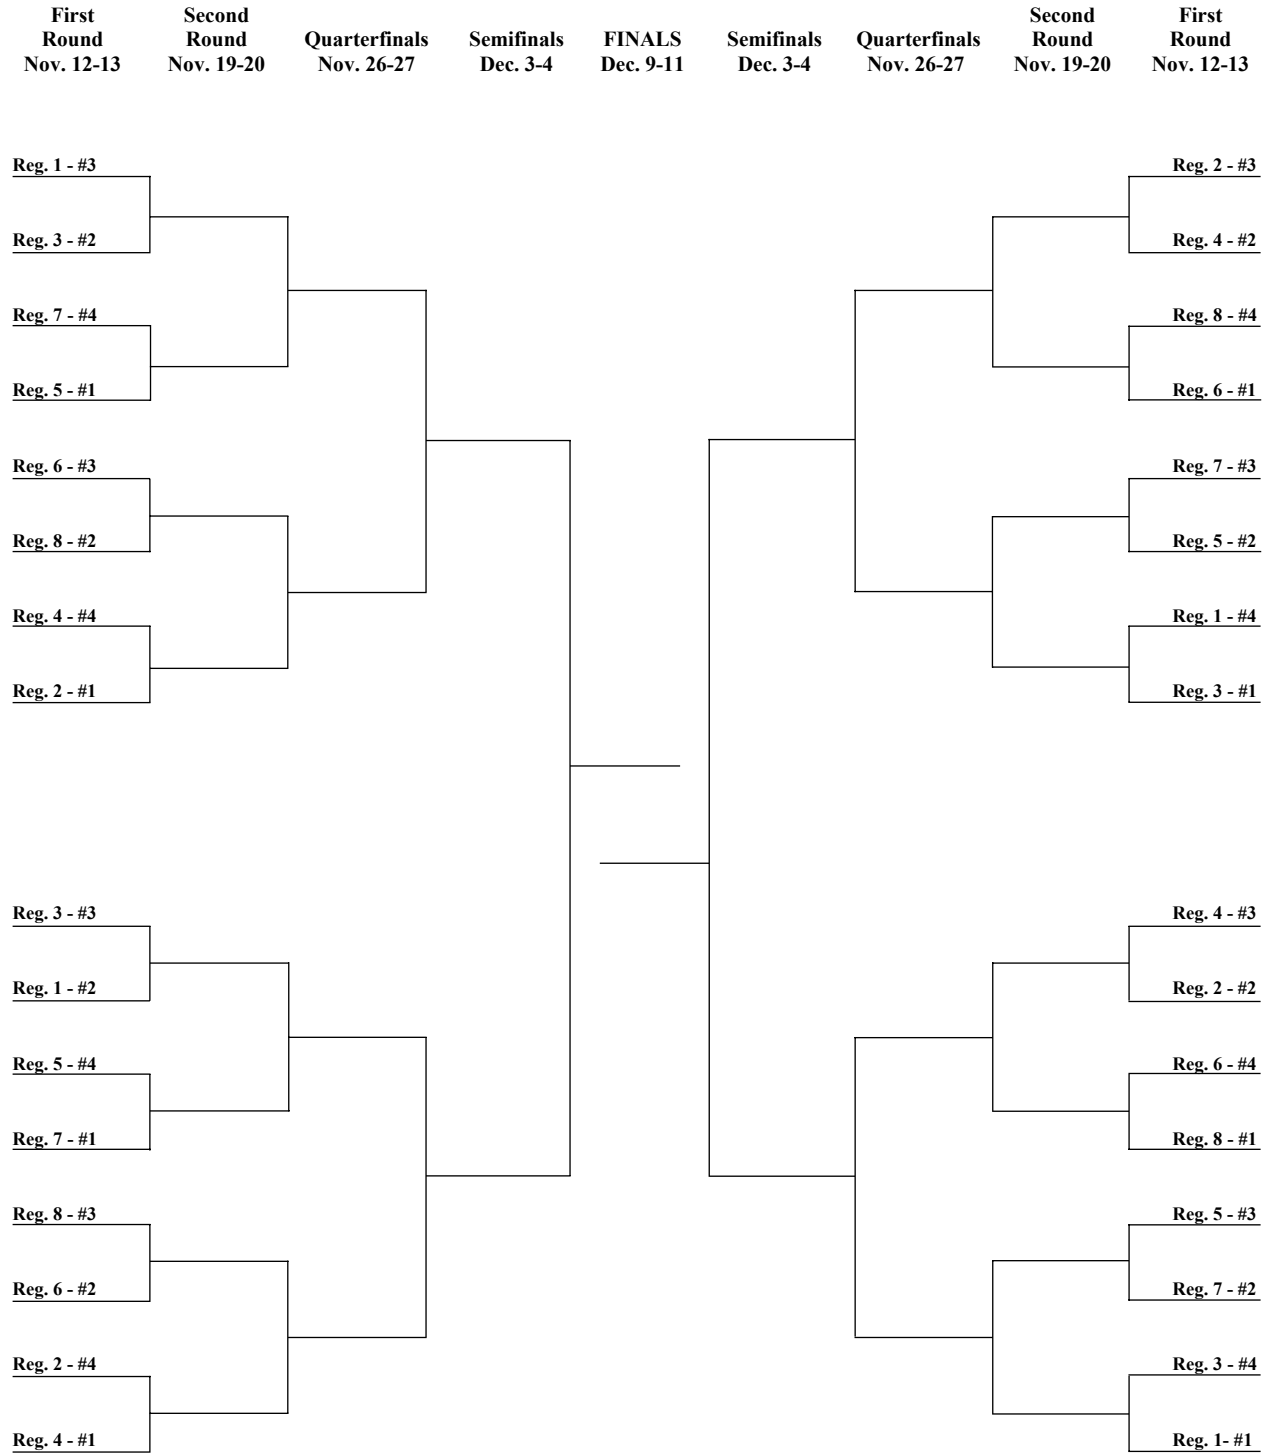 First Second Second First
Round Round Quarterfinals Semifinals FINALS Semifinals Quarterfinals Round Round
Nov. 12-13 Nov. 19-20 Nov. 26-27 Dec. 3-4 Dec. 9-11 Dec. 3-4 Nov. 26-27 Nov. 19-20 Nov. 12-13
Reg. 1 - #3 Reg. 2 - #3
Reg. 3 - #2 Reg. 4 - #2
Reg. 7 - #4 Reg. 8 - #4
Reg. 5 - #1 Reg. 6 - #1
Reg. 6 - #3 Reg. 7 - #3
Reg. 8 - #2 Reg. 5 - #2
Reg. 4 - #4 Reg. 1 - #4
Reg. 2 - #1 Reg. 3 - #1
Reg. 3 - #3 Reg. 4 - #3
Reg. 1 - #2 Reg. 2 - #2
Reg. 5 - #4 Reg. 6 - #4
Reg. 7 - #1 Reg. 8 - #1
Reg. 8 - #3 Reg. 5 - #3
Reg. 6 - #2 Reg. 7 - #2
Reg. 2 - #4 Reg. 3 - #4
Reg. 4 - #1 Reg. 1- #1